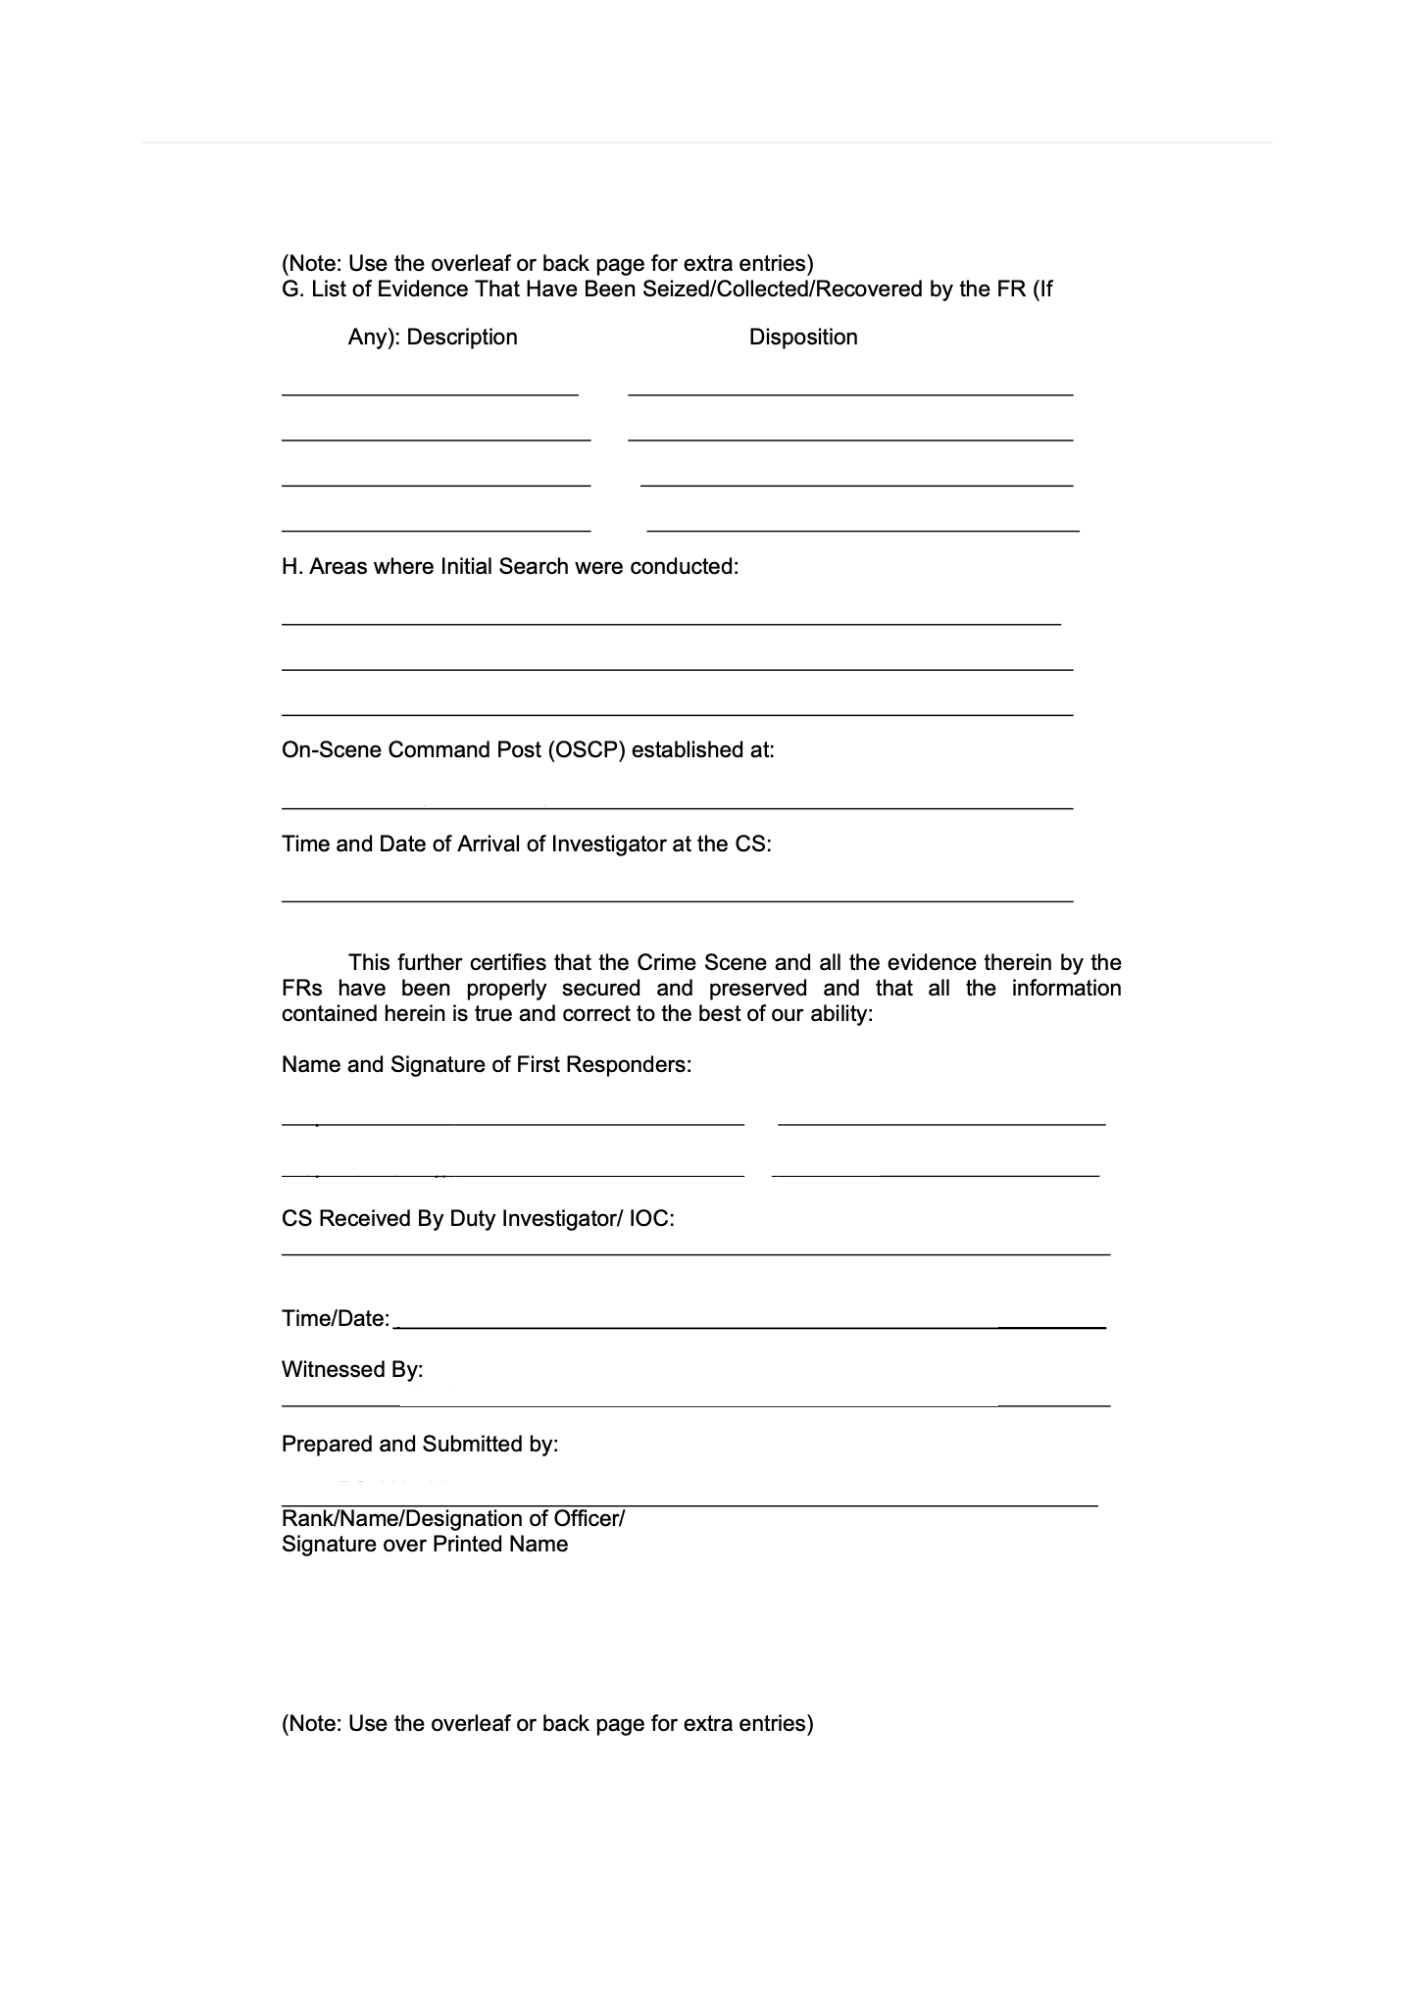 (Note: Use the overleaf or back page for extra entries)
G. List of Evidence That Have Been Seized/Collected/Recovered by the FR (If
Any): Description Disposition
H. Areas where Initial Search were conducted:
On-Scene Command Post (OSCP) established at:
Time and Date of Arrival of Investigator at the CS:
This further certifies that the Crime Scene and all the evidence therein by the
FRs have been properly secured and preserved and that all the information
contained herein is true and correct to the best of our ability:
Name and Signature of First Responders:
CS Received By Duty Investigator/ IOC:
Time/Date:
Witnessed By:
Prepared and Submitted by:
Rank/Name/Designation of Officer/
Signature over Printed Name
(Note: Use the overleaf or back page for extra entries)